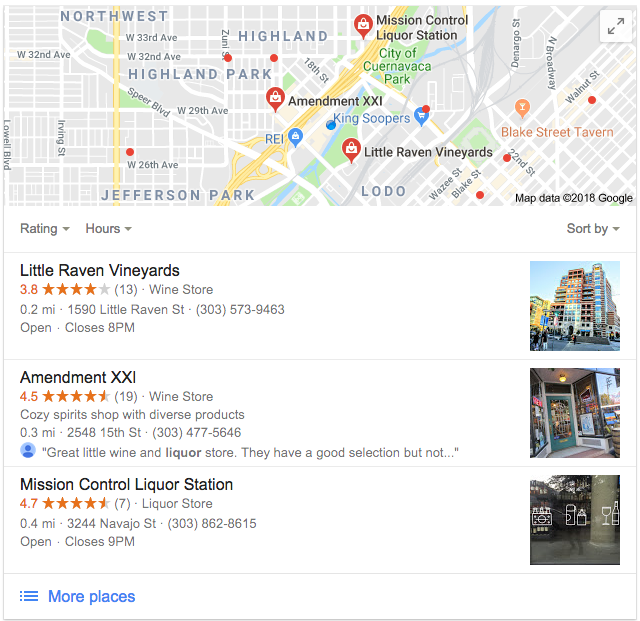 NORTHWEST
Mission Control
Liquor Station
W 33rd Ave
W 32nd Ave
W 32nd Ave
Zuni St
HIGHLAND
City of
Cuernavaca
Park
Denargo St
N Broadway
HIGHLAND PARK
18th St
Walnut St
Speer Blvd
W 29th Ave
Amendment XXI
King Soopers
Lowell Blvd
Irving St
REI
Blake Street Tavern
W 26th Ave
Little Raven Vineyards
22nd St
JEFFERSON PARK
LODO
Wazee St
Blake St
Map data ©2018 Google
Rating Hours Sort by
Little Raven Vineyards
3.8 (13) · Wine Store
0.2 mi · 1590 Little Raven St · (303) 573-9463
Open · Closes 8PM
Amendment XXI
4.5 (19) · Wine Store
Cozy spirits shop with diverse products
0.3 mi · 2548 15th St · (303) 477-5646
"Great little wine and liquor store. They have a good selection but not..."
Mission Control Liquor Station
4.7 (7) · Liquor Store
0.4 mi · 3244 Navajo St · (303) 862-8615
Open · Closes 9PM
More places